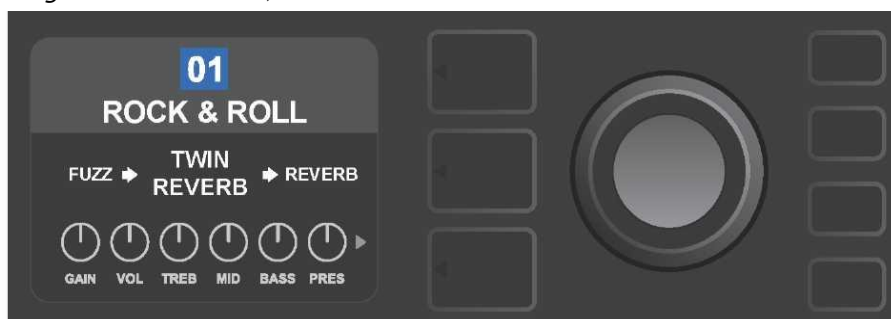 01
ROCK & ROLL
FUZZ TWIN REVERB REVERB
GAIN VOL TREB MID BASS PRES